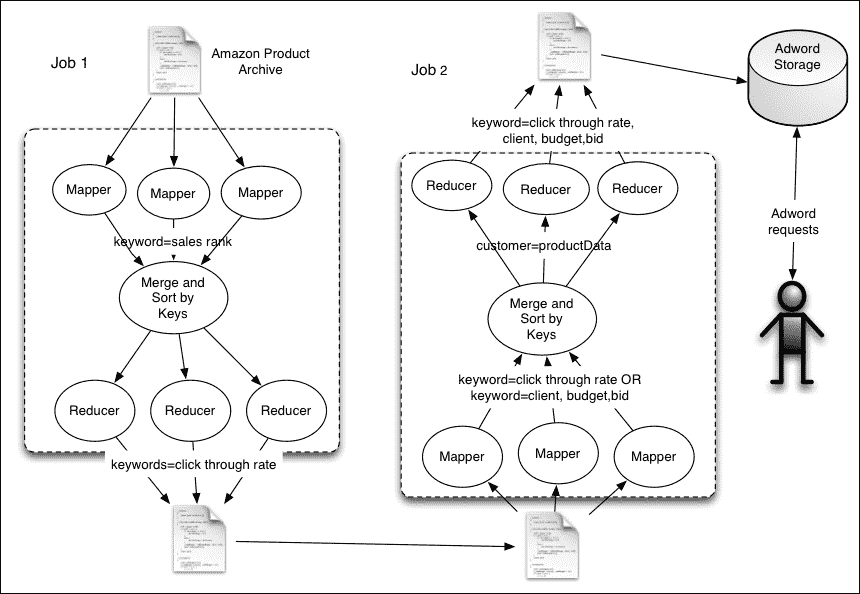 Job 1
Amazon Product
Archive
Mapper
Mapper
Mapper
keyword=sales rank
Merge and
Sort by
Keys
Reducer
Reducer
Reducer
keywords=click through rate
Job 2
keyword=click through rate,
client, budget,bid
Reducer
Reducer
Reducer
customer=productData
Merge and
Sort by
Keys
keyword=click through rate OR
keyword=client, budget,bid
Mapper
Mapper
Mapper
Adword
Storage
Adword
requests